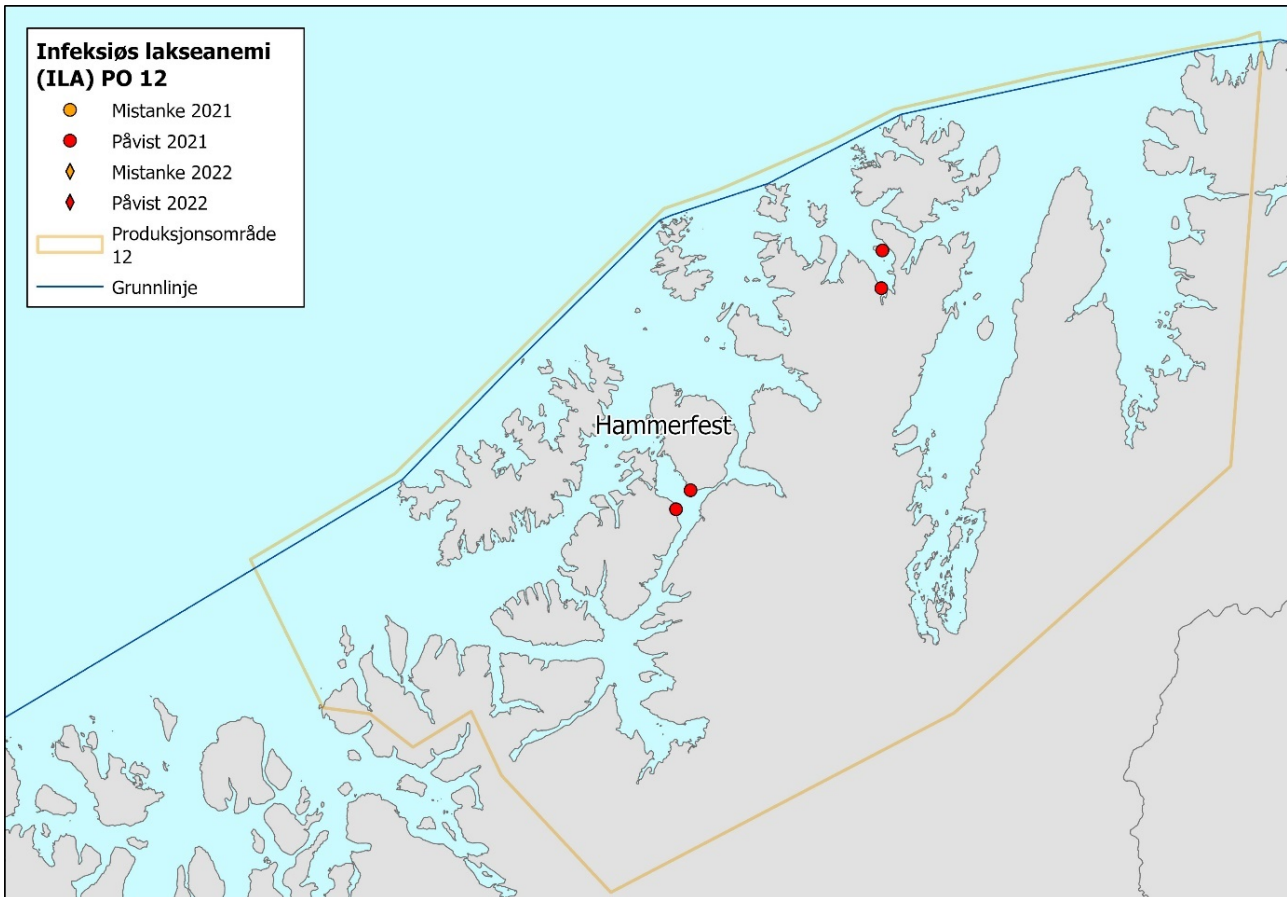 Infeksiøs lakseanemi
(ILA) PO 12
Mistanke 2021
Påvist 2021
Mistanke 2022
Påvist 2022
Produksjonsområde
12
Grunnlinje
Hammerfest